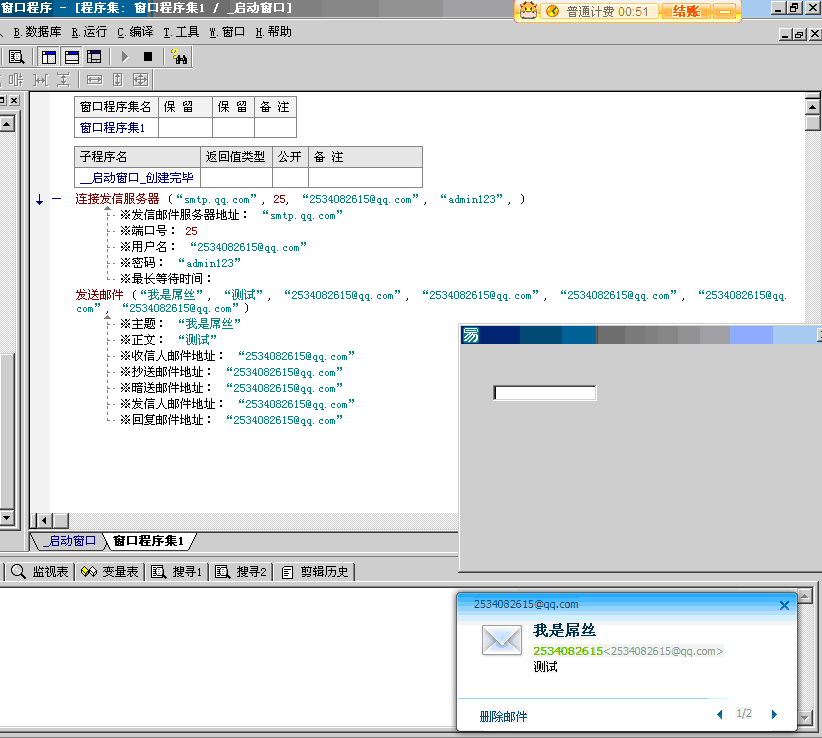 窗口程序 - [程序集: 窗口程序集1 / _启动窗口]
普通计费 00:51 结账
B.数据库 R.运行 C.编译 T.工具 W.窗口 H.帮助
窗口程序集名 保 留 保 留 备 注
窗口程序集1
子程序名 返回值类型 公开 备 注
__启动窗口_创建完毕
连接发信服务器 (“smtp.qq.com”, 25, “2534082615@qq.com”, “admin123”, )
※发信邮件服务器地址: “smtp.qq.com”
※端口号: 25
※用户名: “2534082615@qq.com”
※密码: “admin123”
※最长等待时间:
发送邮件 (“我是屌丝”, “测试”, “2534082615@qq.com”, “2534082615@qq.com”, “2534082615@qq.com”, “2534082615@qq.
com”, “2534082615@qq.com”)
※主题: “我是屌丝”
※正文: “测试”
※收信人邮件地址: “2534082615@qq.com”
※抄送邮件地址: “2534082615@qq.com”
※暗送邮件地址: “2534082615@qq.com”
※发信人邮件地址: “2534082615@qq.com”
※回复邮件地址: “2534082615@qq.com”
易
_启动窗口 窗口程序集1
监视表 变量表 搜寻1 搜寻2 剪辑历史
2534082615@qq.com
我是屌丝
2534082615<2534082615@qq.com>
测试
删除邮件 1/2